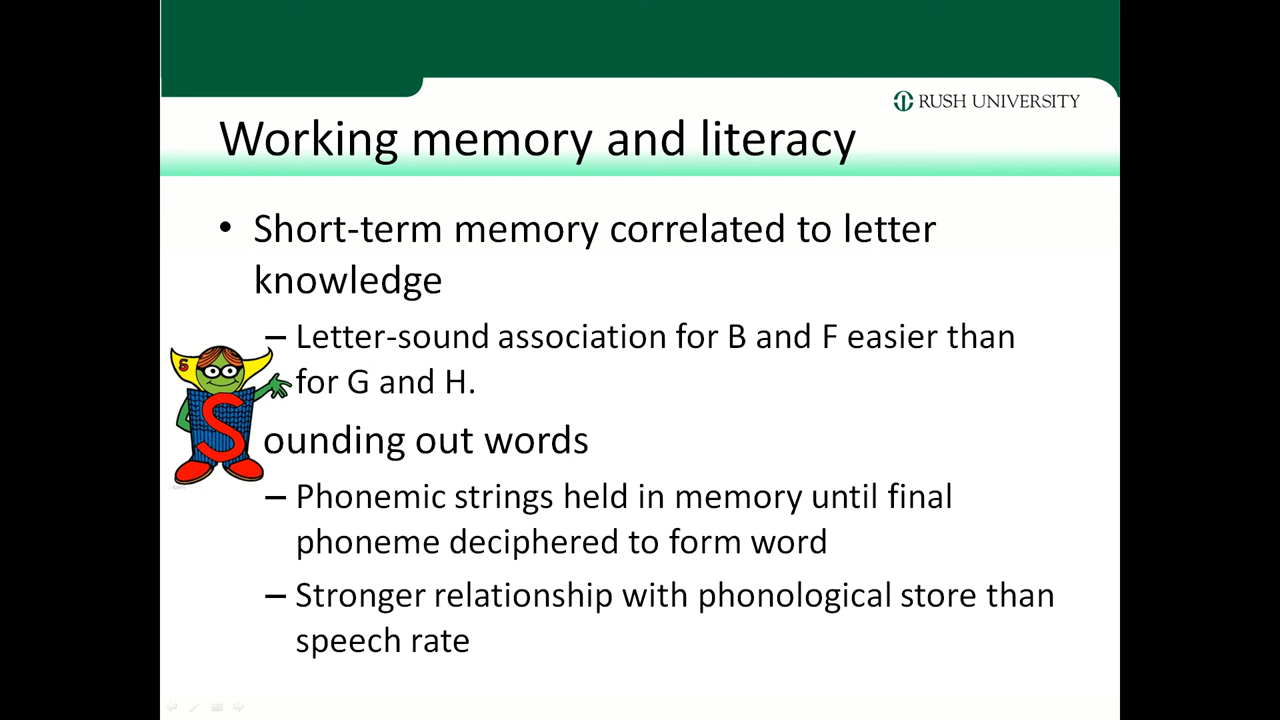 RUSH UNIVERSITY
Working memory and literacy
• Short-term memory correlated to letter
knowledge
– Letter-sound association for B and F easier than
for G and H.
Sounding out words
– Phonemic strings held in memory until final
phoneme deciphered to form word
– Stronger relationship with phonological store than
speech rate